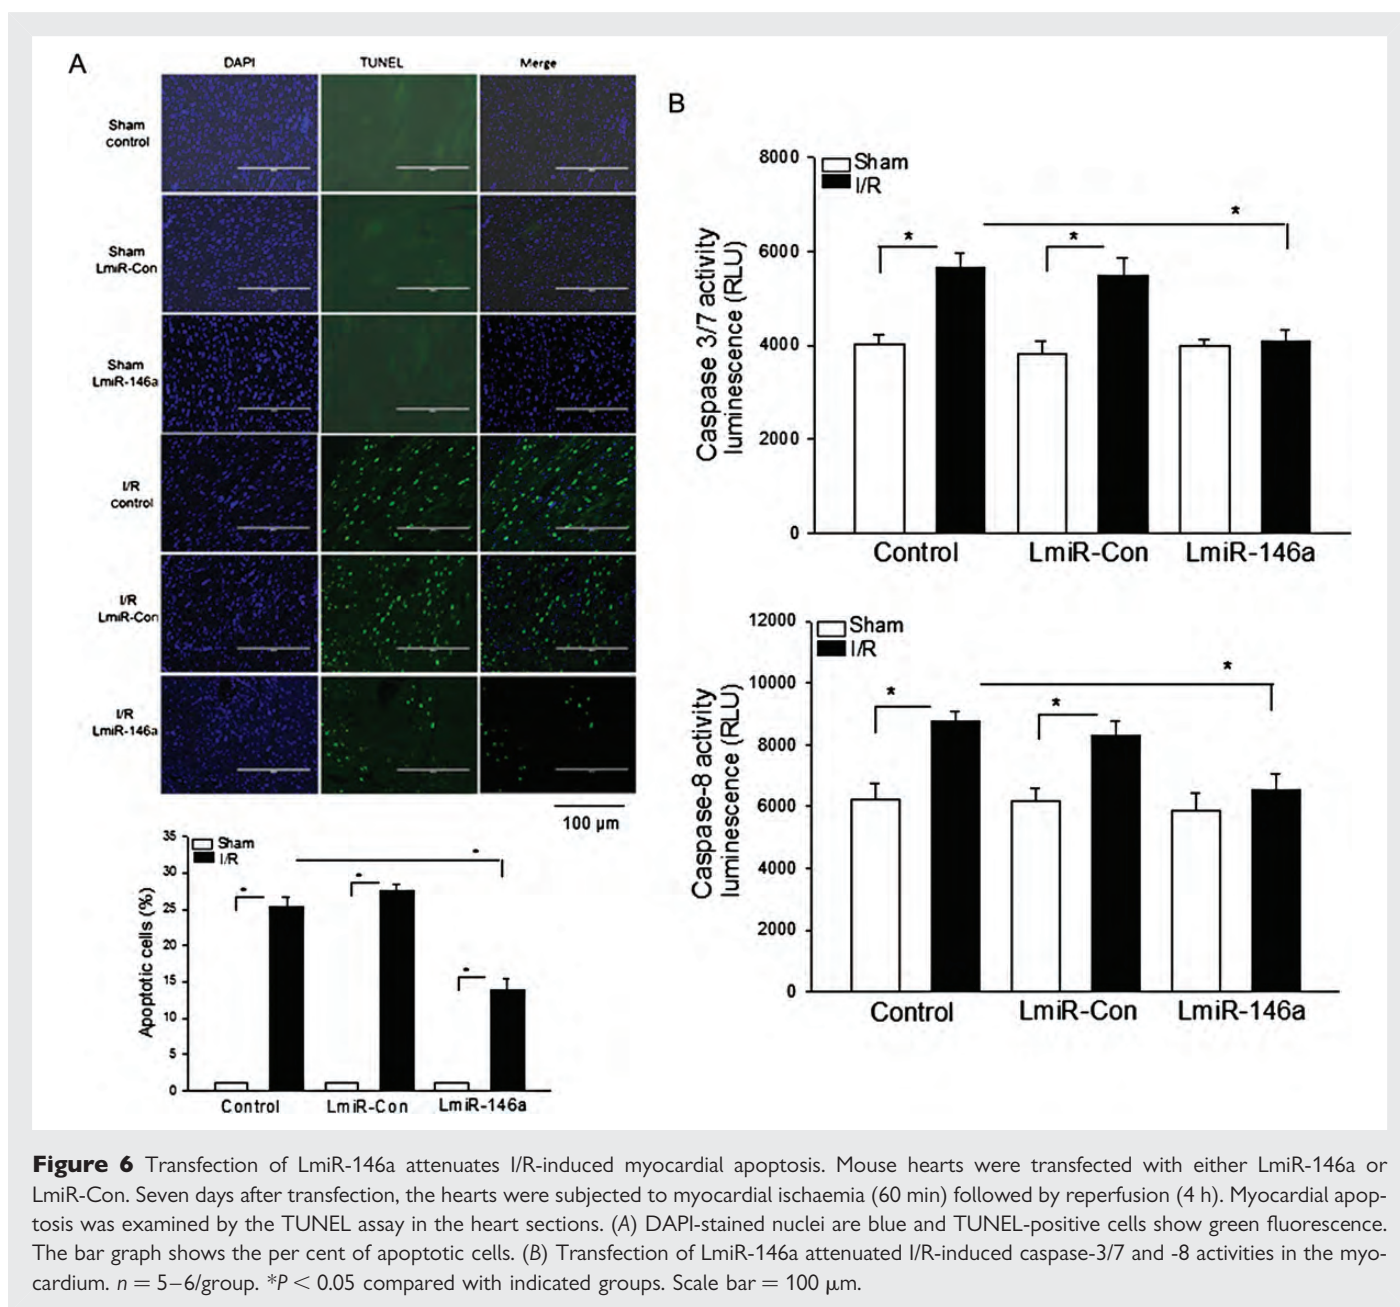 A
DAPI TUNEL Merge
Sham
control
Sham
LmiR-Con
Sham
LmiR-146a
I/R
control
I/R
LmiR-Con
I/R
LmiR-146a
100 µm
35
30
25
20
15
10
5
0
Apoptotic cells (%)
Sham
I/R
*
*
*
*
Control LmiR-Con LmiR-146a
B
8000
6000
4000
2000
0
Caspase 3/7 activity
luminescence (RLU)
Sham
I/R
*
*
*
Control LmiR-Con LmiR-146a
12000
10000
8000
6000
4000
2000
0
Caspase-8 activity
luminescence (RLU)
Sham
I/R
*
*
*
Control LmiR-Con LmiR-146a
Figure 6 Transfection of LmiR-146a attenuates I/R-induced myocardial apoptosis. Mouse hearts were transfected with either LmiR-146a or
LmiR-Con. Seven days after transfection, the hearts were subjected to myocardial ischaemia (60 min) followed by reperfusion (4 h). Myocardial apop-
tosis was examined by the TUNEL assay in the heart sections. (A) DAPI-stained nuclei are blue and TUNEL-positive cells show green fluorescence.
The bar graph shows the per cent of apoptotic cells. (B) Transfection of LmiR-146a attenuated I/R-induced caspase-3/7 and -8 activities in the myo-
cardium. n = 5–6/group. *P < 0.05 compared with indicated groups. Scale bar = 100 µm.